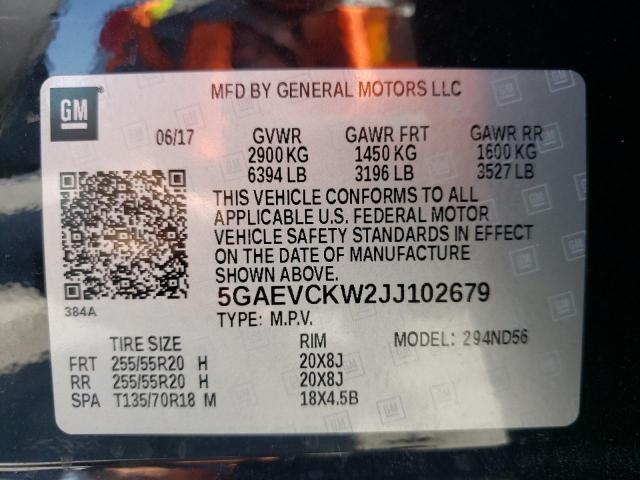 MFD BY GENERAL MOTORS LLC
GM
06/17 GVWR GAWR FRT GAWR RR
2900 KG 1450 KG 1600 KG
6394 LB 3196 LB 3527 LB
THIS VEHICLE CONFORMS TO ALL
APPLICABLE U.S. FEDERAL MOTOR
VEHICLE SAFETY STANDARDS IN EFFECT
ON THE DATE OF MANUFACTURE
SHOWN ABOVE.
384A
5GAEVCKW2JJ102679
TYPE: M.P.V.
TIRE SIZE RIM MODEL: 294ND56
FRT 255/55R20 H 20X8J
RR 255/55R20 H 20X8J
SPA T135/70R18 M 18X4.5B